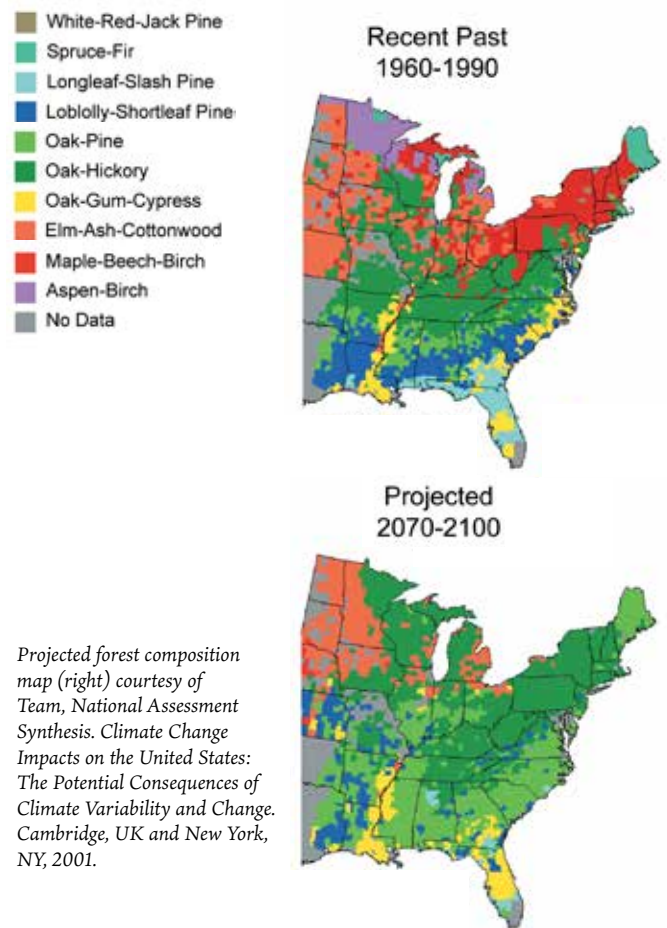 White-Red-Jack Pine
Spruce-Fir
Longleaf-Slash Pine
Loblolly-Shortleaf Pine
Oak-Pine
Oak-Hickory
Oak-Gum-Cypress
Elm-Ash-Cottonwood
Maple-Beech-Birch
Aspen-Birch
No Data
Recent Past
1960-1990
Projected
2070-2100
Projected forest composition
map (right) courtesy of
Team, National Assessment
Synthesis. Climate Change
Impacts on the United States:
The Potential Consequences of
Climate Variability and Change.
Cambridge, UK and New York,
NY, 2001.